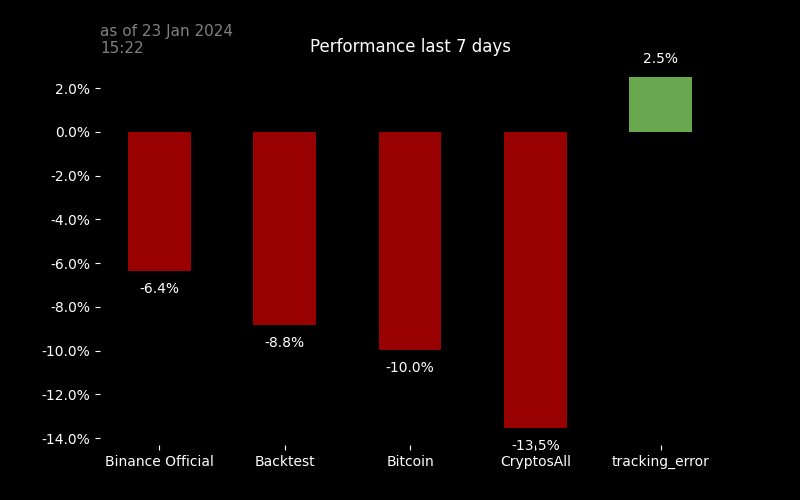 as of 23 Jan 2024
15:22
Performance last 7 days
2.5%
2.0%
0.0%
-2.0%
-4.0%
-6.0%
-6.4%
-8.0%
-8.8%
-10.0%
-10.0%
-12.0%
-14.0%
-13.5%
Binance Official
Backtest
Bitcoin
CryptosAll
tracking_error